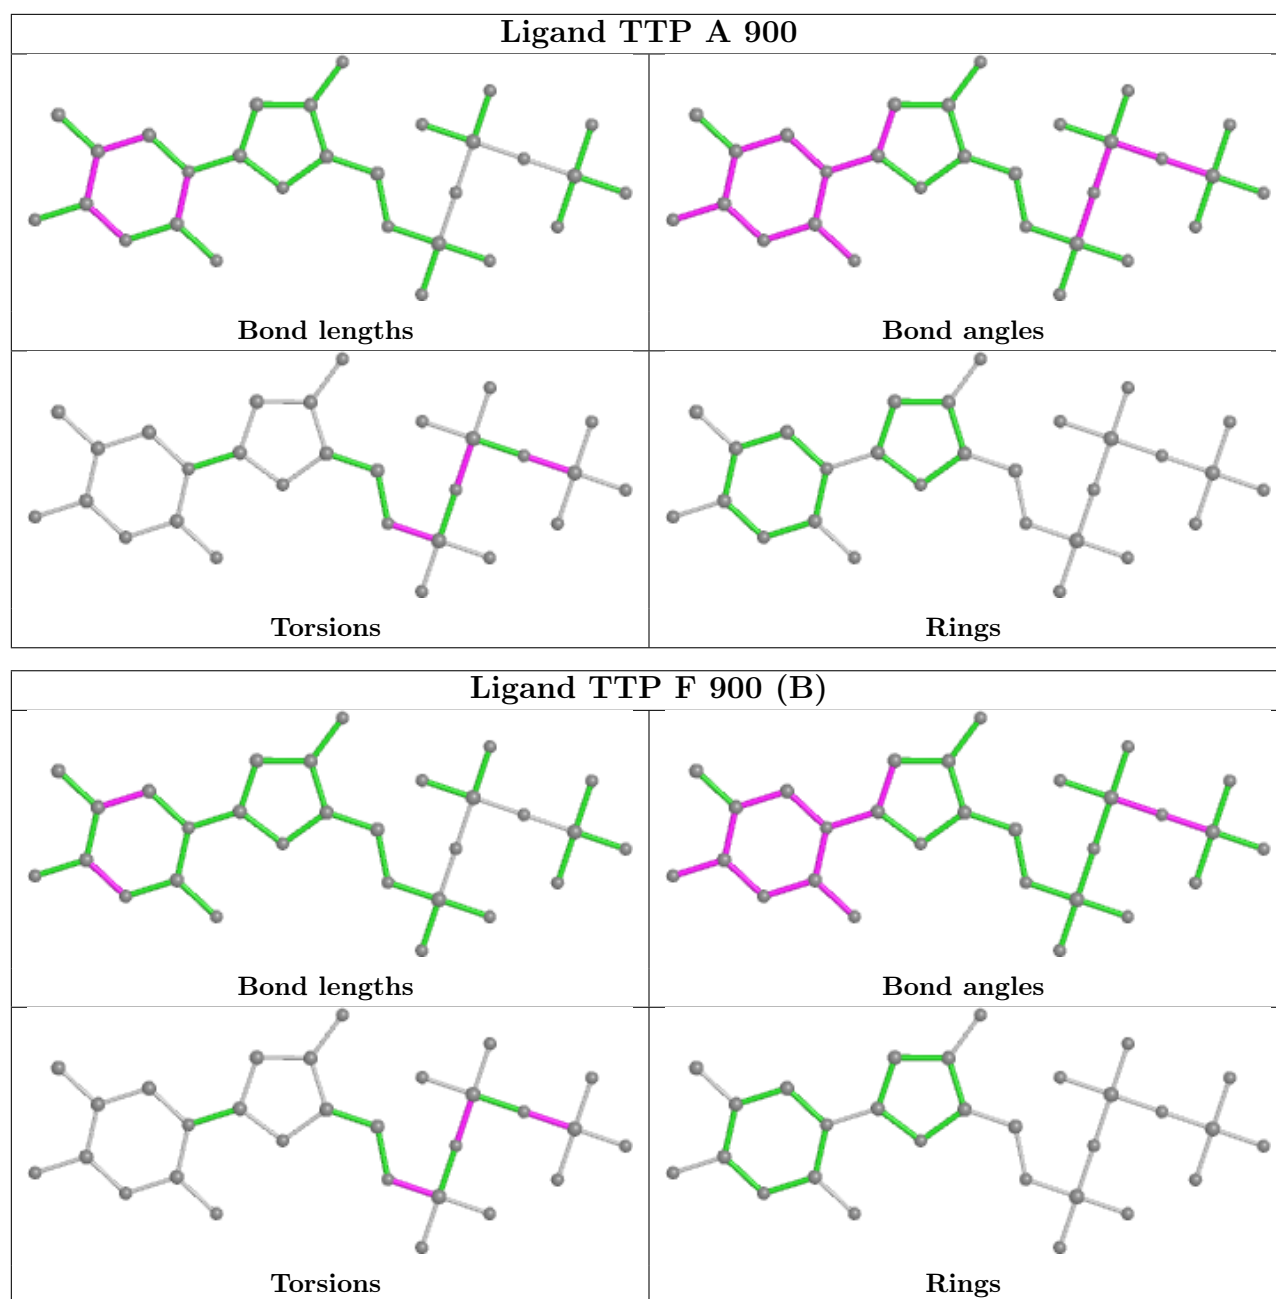 Ligand TTP A 900
Bond lengths
Bond angles
Torsions
Rings
Ligand TTP F 900 (B)
Bond lengths
Bond angles
Torsions
Rings